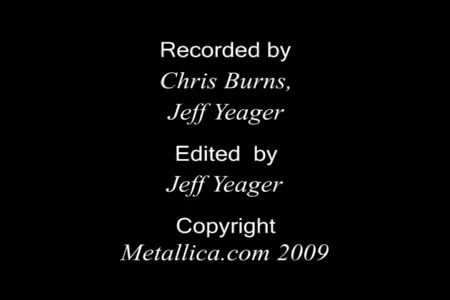 Recorded by
Chris Burns,
Jeff Yeager
Edited by
Jeff Yeager
Copyright
Metallica.com 2009